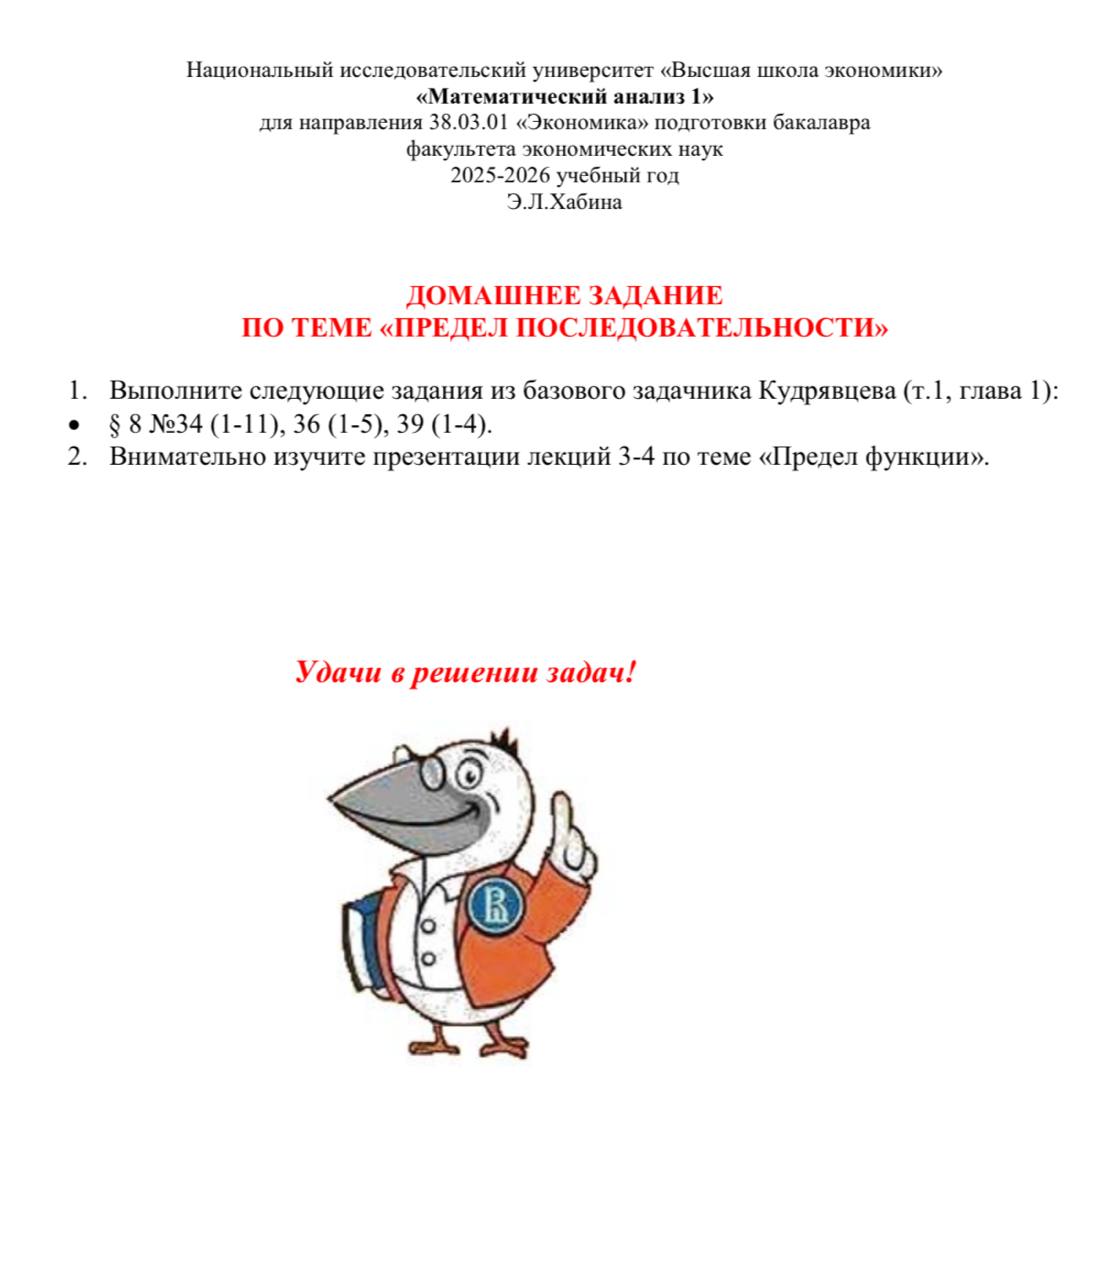 Национальный исследовательский университет «Высшая школа экономики»
«Математический анализ 1»
для направления 38.03.01 «Экономика» подготовки бакалавра
факультета экономических наук
2025-2026 учебный год
Э.Л.Хабина
ДОМАШНЕЕ ЗАДАНИЕ
ПО ТЕМЕ «ПРЕДЕЛ ПОСЛЕДОВАТЕЛЬНОСТИ»
1. Выполните следующие задания из базового задачника Кудрявцева (т.1, глава 1):
• § 8 №34 (1-11), 36 (1-5), 39 (1-4).
2. Внимательно изучите презентации лекций 3-4 по теме «Предел функции».
Удачи в решении задач!